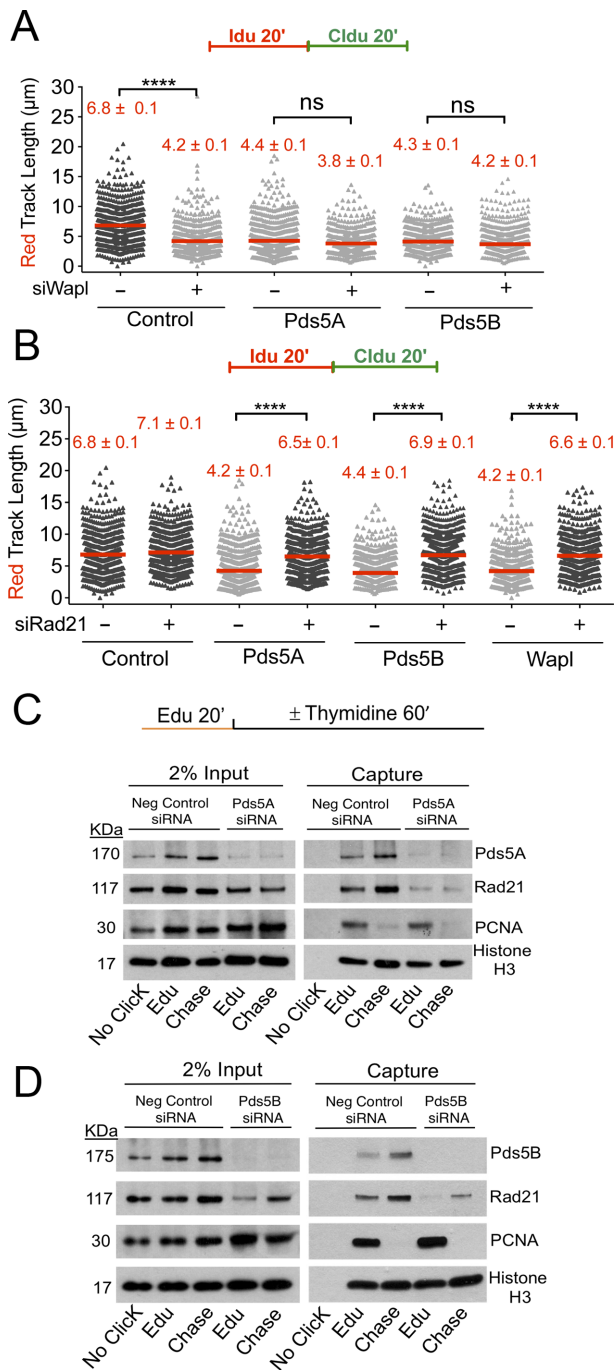 A
Idu 20' CIdu 20'
Red Track Length (µm)
30
25
20
15
10
5
0
6.8 ± 0.1
****
4.2 ± 0.1
4.4 ± 0.1
ns
3.8 ± 0.1
4.3 ± 0.1
ns
4.2 ± 0.1
siWapl – + – + – +
Control Pds5A Pds5B
B
Idu 20' CIdu 20'
Red Track Length (µm)
30
25
20
15
10
5
0
6.8 ± 0.1
7.1 ± 0.1
4.2 ± 0.1
****
6.5± 0.1
4.4 ± 0.1
****
6.9 ± 0.1
4.2 ± 0.1
****
6.6 ± 0.1
siRad21 – + – + – + – +
Control Pds5A Pds5B Wapl
C
Edu 20’ ± Thymidine 60’
2% Input Capture
Neg Control siRNA Pds5A siRNA Neg Control siRNA Pds5A siRNA
KDa
170 Pds5A
117 Rad21
30 PCNA
17 Histone H3
No ClicK Edu Chase Edu Chase No ClicK Edu Chase Edu Chase
D
2% Input Capture
Neg Control siRNA Pds5B siRNA Neg Control siRNA Pds5B siRNA
KDa
175 Pds5B
117 Rad21
30 PCNA
17 Histone H3
No ClicK Edu Chase Edu Chase No ClicK Edu Chase Edu Chase